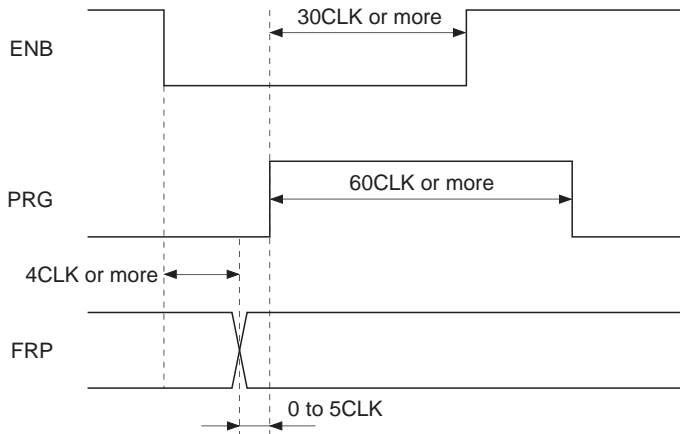 30CLK or more
ENB
60CLK or more
PRG
4CLK or more
FRP
0 to 5CLK